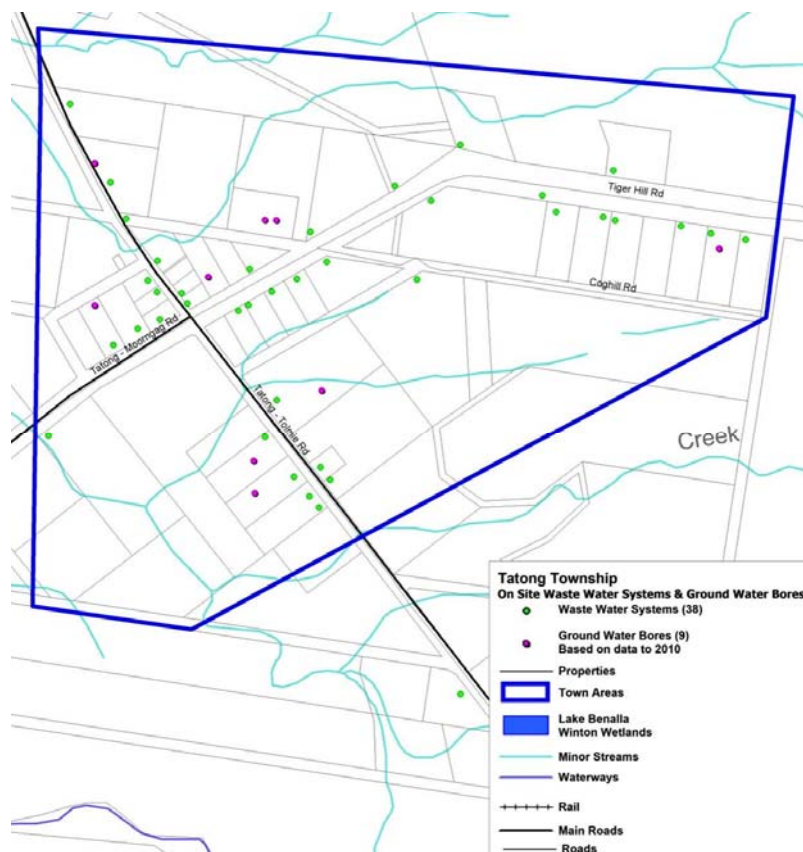 Tiger Hill Rd
Coghill Rd
Tatong - Moorngag Rd
Tatong - Tolmie Rd
Creek
Tatong Township
On Site Waste Water Systems & Ground Water Bores
Waste Water Systems (38)
Ground Water Bores (9)
Based on data to 2010
Properties
Town Areas
Lake Benalla
Winton Wetlands
Minor Streams
Waterways
Rail
Main Roads
Roads